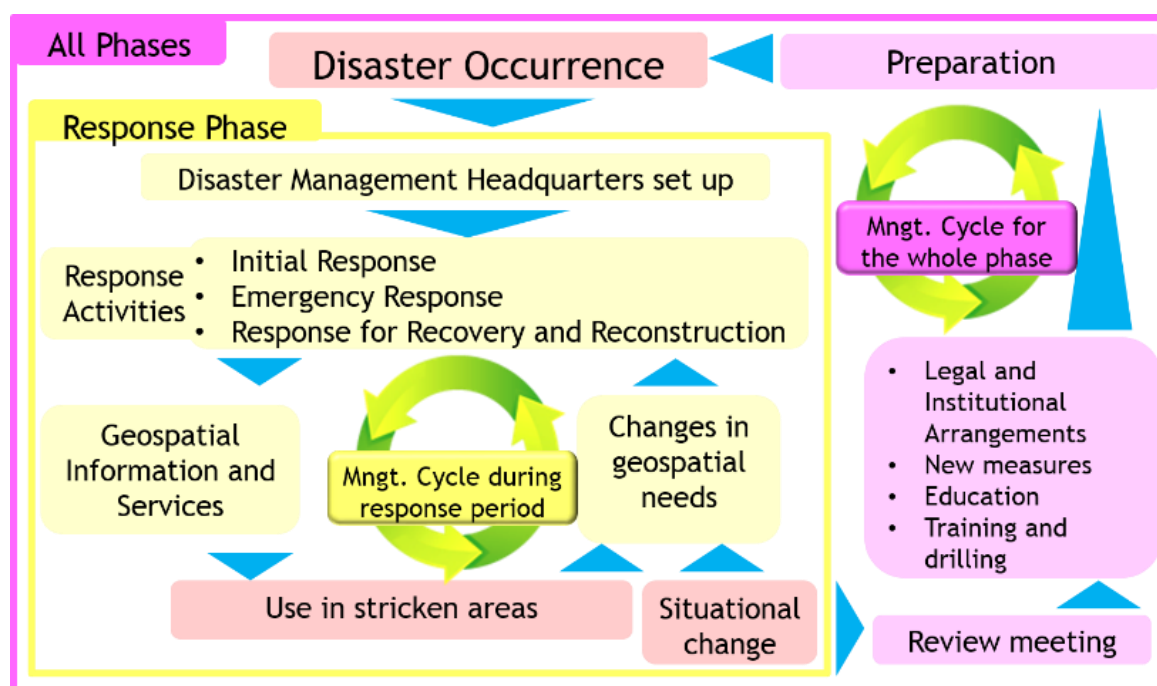 All Phases
Disaster Occurrence
Preparation
Response Phase
Disaster Management Headquarters set up
Mngt. Cycle for
the whole phase
Response
Activities
• Initial Response
• Emergency Response
• Response for Recovery and Reconstruction
Geospatial
Information and
Services
Mngt. Cycle during
response period
Changes in
geospatial
needs
• Legal and
Institutional
Arrangements
• New measures
• Education
• Training and
drilling
Use in stricken areas
Situational
change
Review meeting